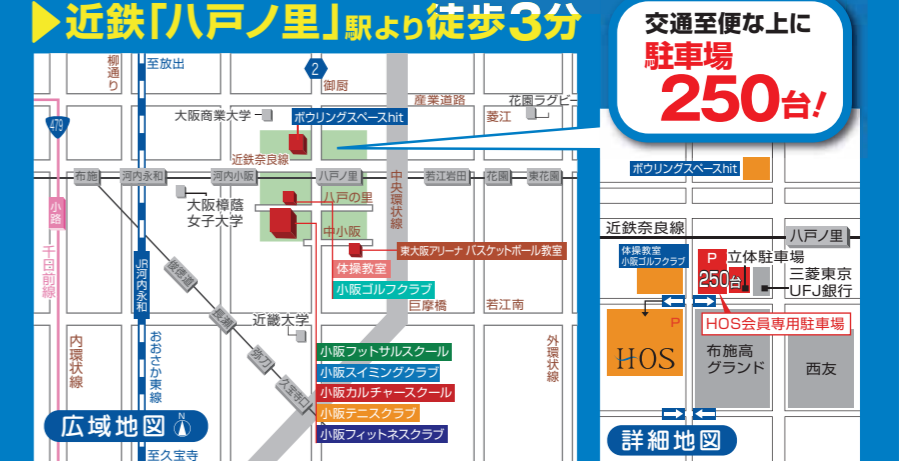 近鉄「八戸ノ里」駅より徒歩3分
交通至便な上に
駐車場
250台!
柳通り
至放出
2
御厨
産業道路
花園ラグビー
菱江
479
大阪商業大学
ボウリングスペースhit
近鉄奈良線
布施
河内永和
河内小阪
八戸ノ里
若江岩田
花園
東花園
中央環状線
小路
大阪樟蔭
女子大学
八戸の里
中小阪
東大阪アリーナ バスケットボール教室
体操教室
小阪ゴルフクラブ
千日前線
JR河内永和
俊徳道
長瀬
弥刀
久宝寺口
近畿大学
巨摩橋
若江南
内環状線
おおさか東線
外環状線
小阪フットサルスクール
小阪スイミングクラブ
小阪カルチャースクール
小阪テニスクラブ
小阪フィットネスクラブ
広域地図
N
至久宝寺
ボウリングスペースhit
近鉄奈良線
八戸ノ里
体操教室
小阪ゴルフクラブ
P
250台
立体駐車場
三菱東京
UFJ銀行
HOS会員専用駐車場
P
HOS
布施高
グランド
西友
詳細地図